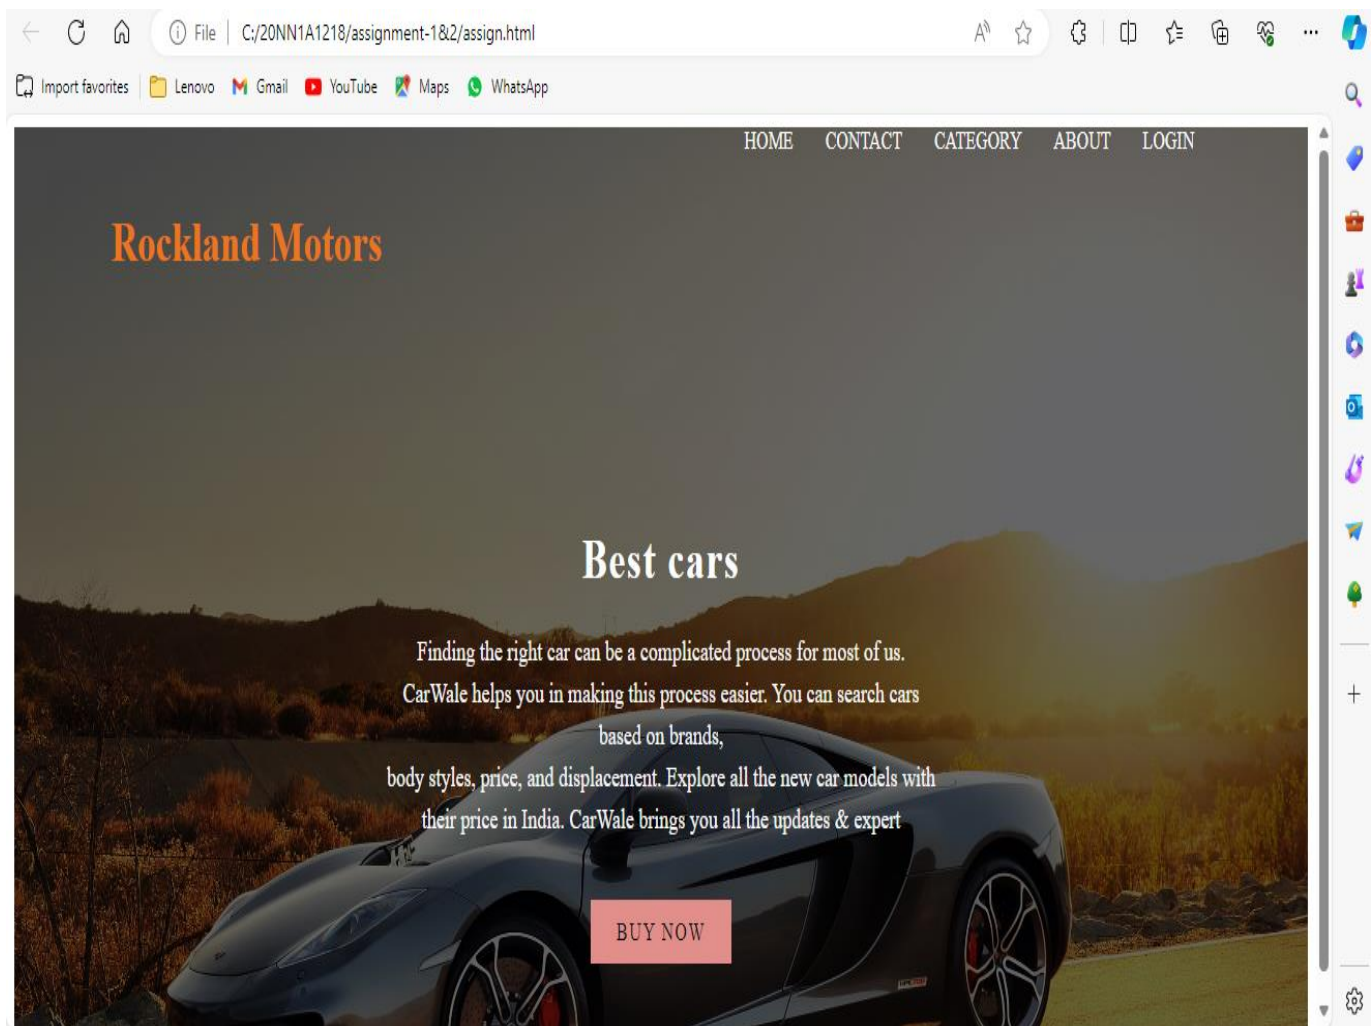 File C:/20NN1A1218/assignment-1&2/assign.html
Import favorites Lenovo Gmail YouTube Maps WhatsApp
HOME CONTACT CATEGORY ABOUT LOGIN
Rockland Motors
Best cars
Finding the right car can be a complicated process for most of us.
CarWale helps you in making this process easier. You can search cars
based on brands,
body styles, price, and displacement. Explore all the new car models with
their price in India. CarWale brings you all the updates & expert
BUY NOW